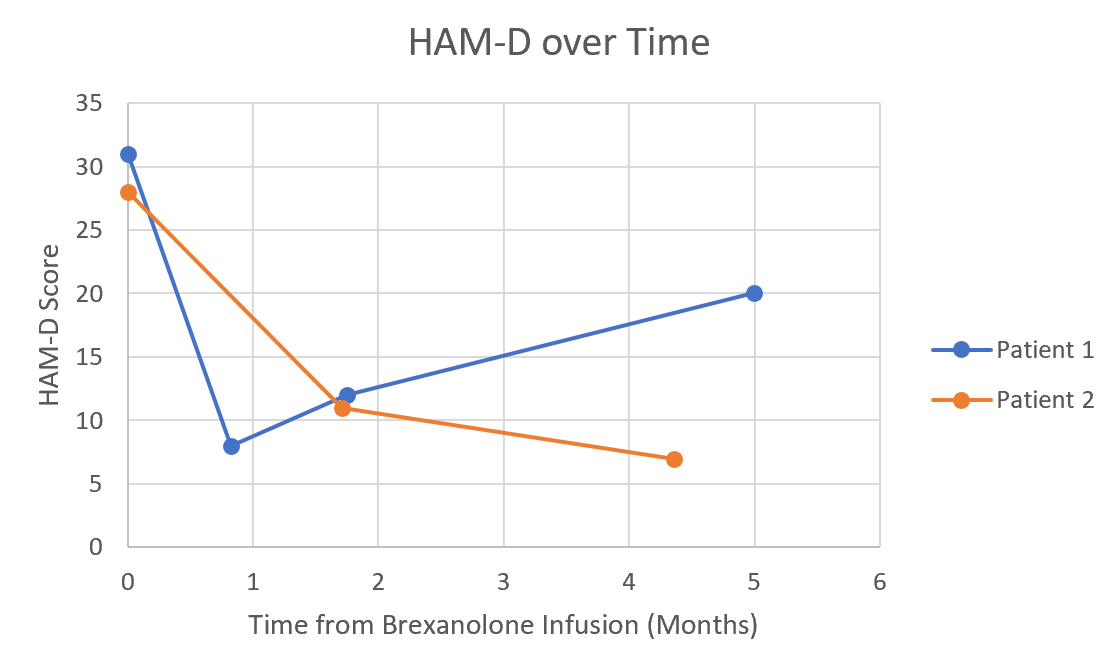 HAM-D over Time
35
30
25
20
15
10
5
0
HAM-D Score
0 1 2 3 4 5 6
Time from Brexanolone Infusion (Months)
Patient 1
Patient 2